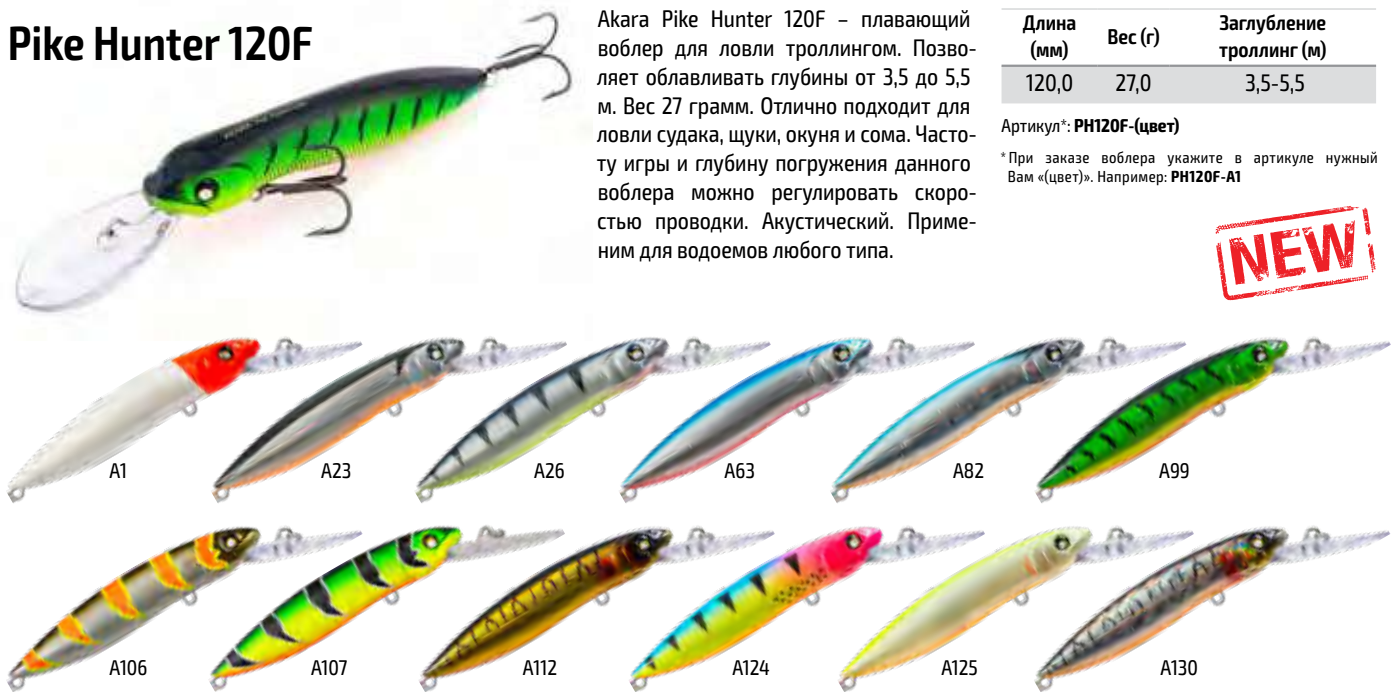 Pike Hunter 120F
Akara Pike Hunter 120F – плавающий
воблер для ловли троллингом. Позво-
ляет облавливать глубины от 3,5 до 5,5
м. Вес 27 грамм. Отлично подходит для
ловли судака, щуки, окуня и сома. Часто-
ту игры и глубину погружения данного
воблера можно регулировать скоро-
стью проводки. Акустический. Приме-
ним для водоемов любого типа.
Длина (мм) Вес (г) Заглубление троллинг (м)
120,0 27,0 3,5-5,5
Артикул*: PH120F-(цвет)
* При заказе воблера укажите в артикуле нужный
Вам «(цвет)». Например: PH120F-A1
NEW
A1 A23 A26 A63 A82 A99
A106 A107 A112 A124 A125 A130